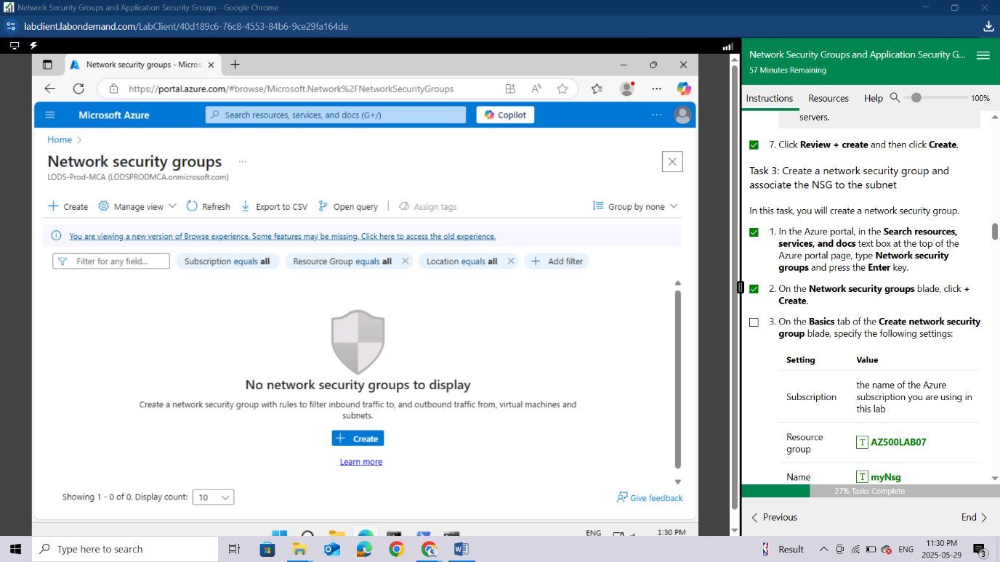 Network Security Groups and Application Security Groups - Google Chrome
labclient.labondemand.com/LabClient/40d189c6-76c8-4553-84b6-9ce29fa164de
Network security groups - Micros
https://portal.azure.com/#browse/Microsoft.Network%2FNetworkSecurityGroups
Microsoft Azure
Search resources, services, and docs (G+/)
Copilot
Home
Network security groups
LODS-Prod-MCA (LODSPRODMCA.onmicrosoft.com)
Create
Manage view
Refresh
Export to CSV
Open query
Assign tags
Group by none
You are viewing a new version of Browse experience. Some features may be missing. Click here to access the old experience.
Filter for any field...
Subscription equals all
Resource Group equals all
Location equals all
Add filter
No network security groups to display
Create a network security group with rules to filter inbound traffic to, and outbound traffic from, virtual machines and
subnets.
Create
Learn more
Showing 1 - 0 of 0. Display count: 10
Give feedback
ENG
1:30 PM
Network Security Groups and Application Security G...
57 Minutes Remaining
Instructions
Resources
Help
100%
servers.
7. Click Review + create and then click Create.
Task 3: Create a network security group and
associate the NSG to the subnet
In this task, you will create a network security group.
1. In the Azure portal, in the Search resources,
services, and docs text box at the top of the
Azure portal page, type Network security
groups and press the Enter key.
2. On the Network security groups blade, click +
Create.
3. On the Basics tab of the Create network security
group blade, specify the following settings:
Setting Value
Subscription the name of the Azure
subscription you are using in
this lab
Resource
group
T AZ500LAB07
Name T myNsg
27% Tasks Complete
Previous
End
Type here to search
Result
ENG
11:30 PM
2025-05-29
3